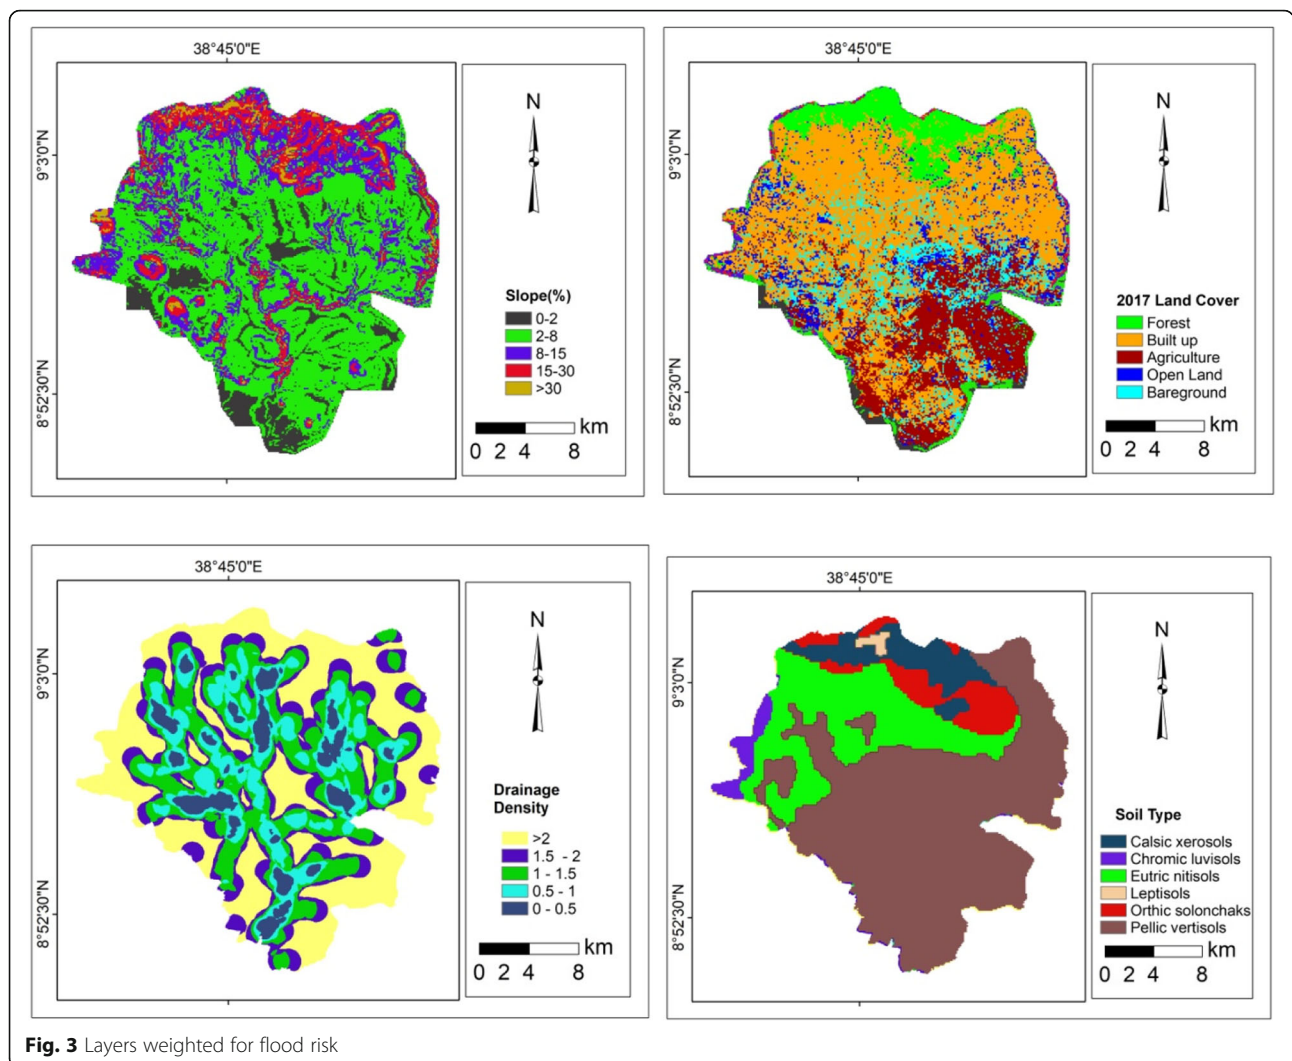 38°45'0"E
9°3'0"N
8°52'30"N
N
Slope(%)
0-2
2-8
8-15
15-30
>30
km
0 2 4 8
38°45'0"E
9°3'0"N
8°52'30"N
N
2017 Land Cover
Forest
Built up
Agriculture
Open Land
Bareground
km
0 2 4 8
38°45'0"E
9°3'0"N
8°52'30"N
N
Drainage
Density
>2
1.5 - 2
1 - 1.5
0.5 - 1
0 - 0.5
km
0 2 4 8
38°45'0"E
9°3'0"N
8°52'30"N
N
Soil Type
Calsic xerosols
Chromic luvisols
Eutric nitisols
Leptisols
Orthic solonchaks
Pellic vertisols
km
0 2 4 8
Fig. 3 Layers weighted for flood risk